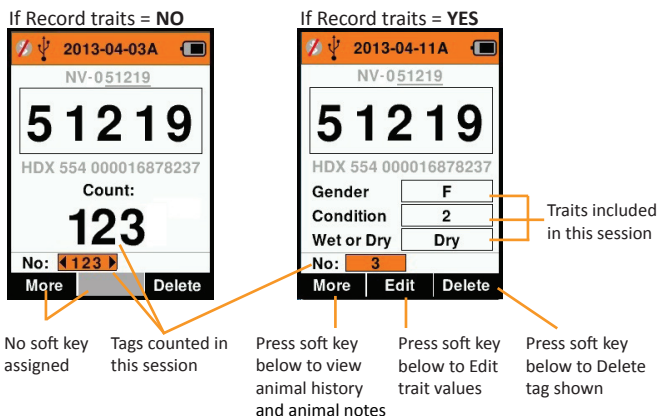 If Record traits = NO
2013-04-03A
NV-051219
51219
HDX 554 000016878237
Count:
123
No: 123
More
Delete
No soft key
assigned
Tags counted in
this session
If Record traits = YES
2013-04-11A
NV-051219
51219
HDX 554 000016878237
Gender F
Condition 2
Wet or Dry Dry
No: 3
More Edit Delete
Traits included
in this session
Press soft key
below to view
animal history
and animal notes
Press soft key
below to Edit
trait values
Press soft key
below to Delete
tag shown